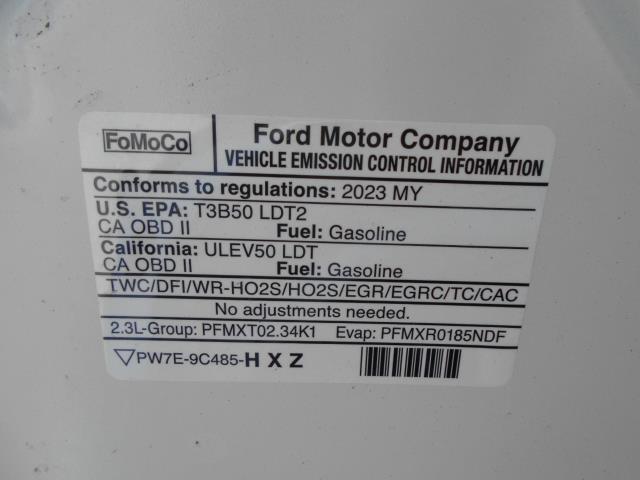 FoMoCo
Ford Motor Company
VEHICLE EMISSION CONTROL INFORMATION
Conforms to regulations: 2023 MY
U.S. EPA: T3B50 LDT2
CA OBD II Fuel: Gasoline
California: ULEV50 LDT
CA OBD II Fuel: Gasoline
TWC/DFI/WR-HO2S/HO2S/EGR/EGRC/TC/CAC
No adjustments needed.
2.3L-Group: PFMXT02.34K1 Evap: PFMXR0185NDF
▽PW7E-9C485-H X Z